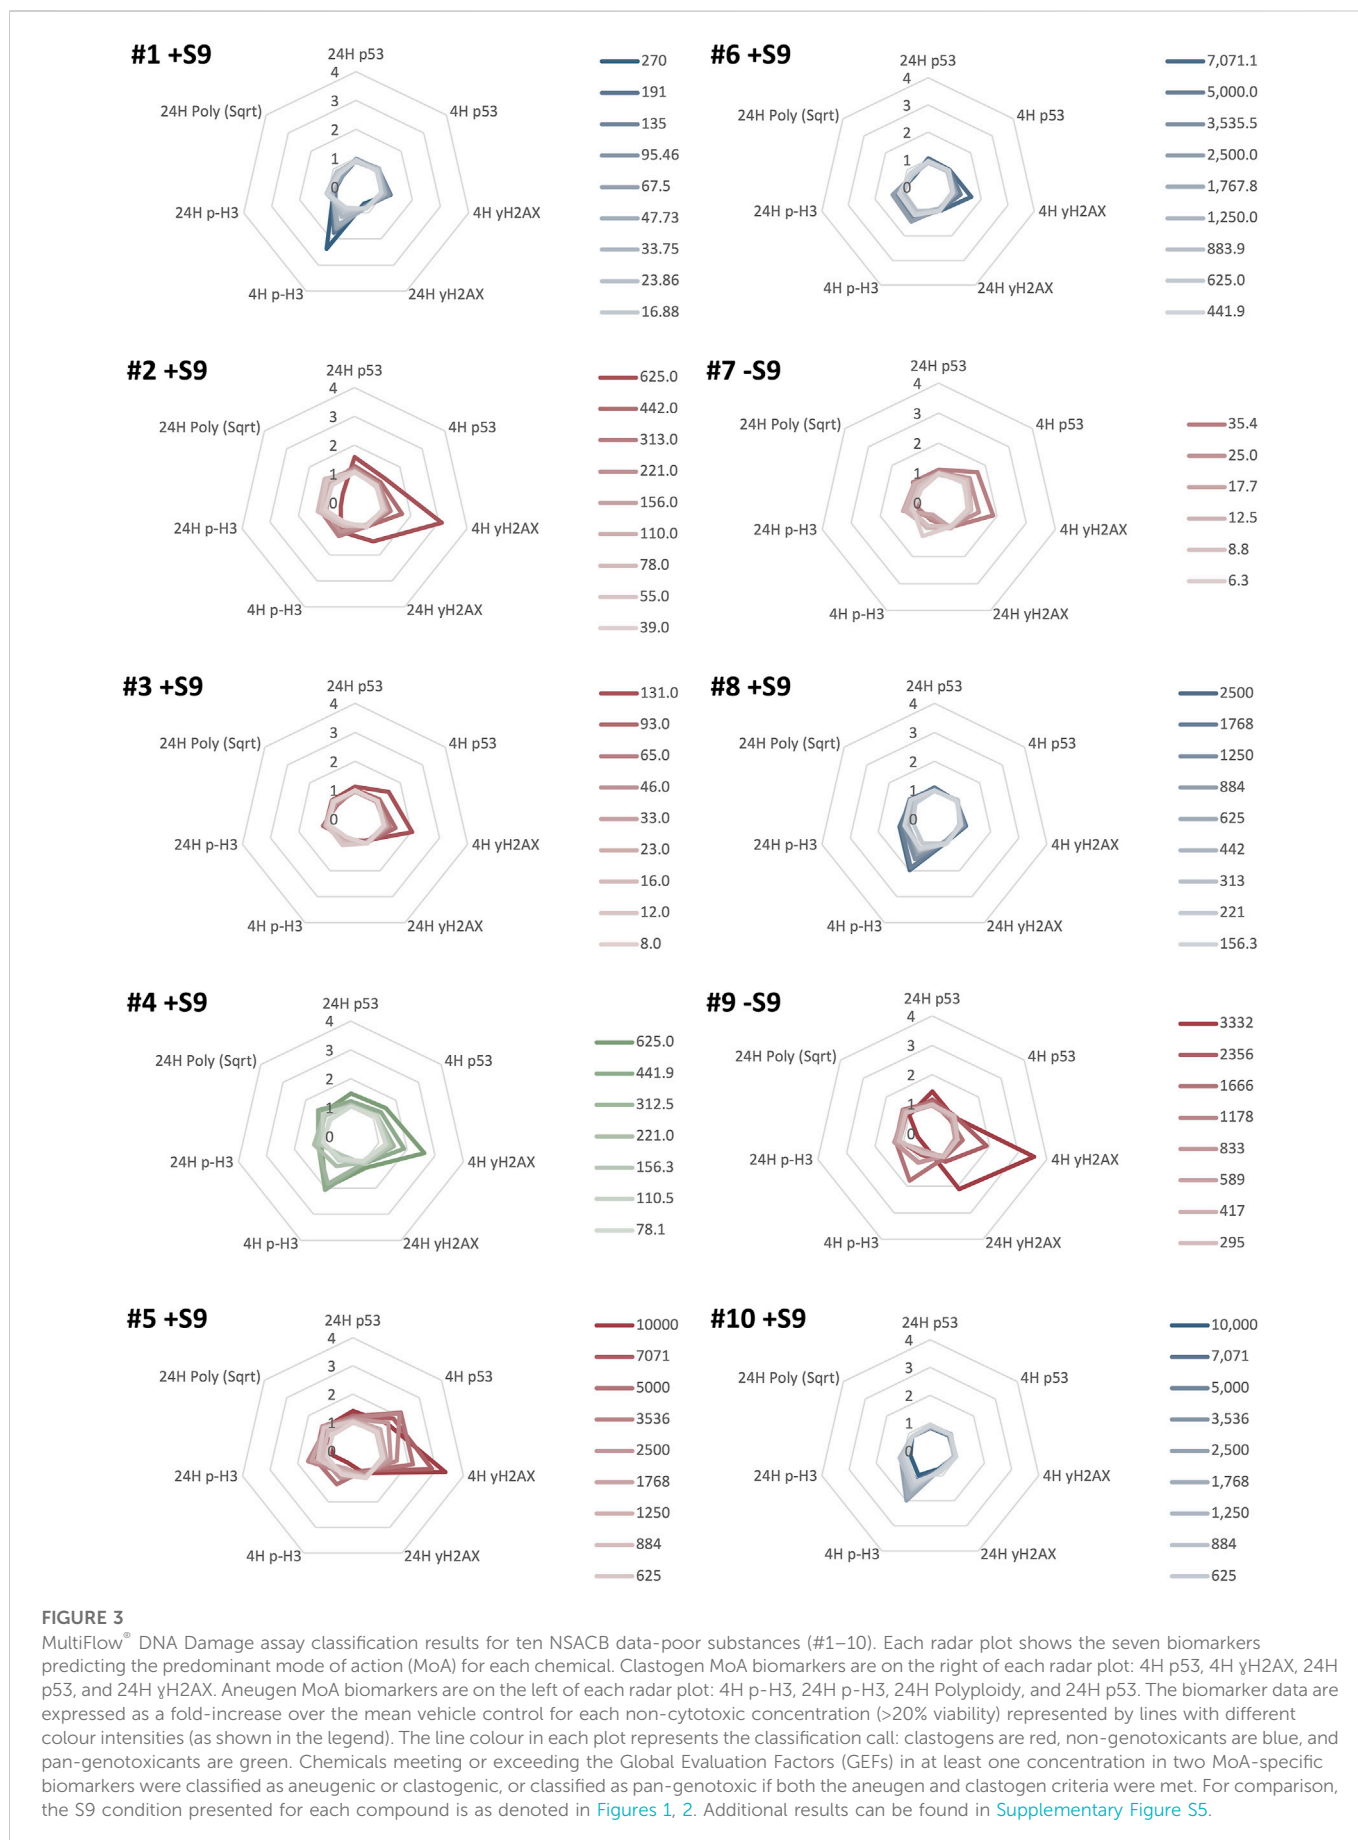 #1 +S9
24H p53
4H p53
4H yH2AX
24H yH2AX
4H p-H3
24H p-H3
24H Poly (Sqrt)
4
3
2
1
0
270
191
135
95.46
67.5
47.73
33.75
23.86
16.88
#6 +S9
24H p53
4H p53
4H yH2AX
24H yH2AX
4H p-H3
24H p-H3
24H Poly (Sqrt)
4
3
2
1
0
7,071.1
5,000.0
3,535.5
2,500.0
1,767.8
1,250.0
883.9
625.0
441.9
#2 +S9
24H p53
4H p53
4H yH2AX
24H yH2AX
4H p-H3
24H p-H3
24H Poly (Sqrt)
4
3
2
1
0
625.0
442.0
313.0
221.0
156.0
110.0
78.0
55.0
39.0
#7 -S9
24H p53
4H p53
4H yH2AX
24H yH2AX
4H p-H3
24H p-H3
24H Poly (Sqrt)
4
3
2
1
0
35.4
25.0
17.7
12.5
8.8
6.3
#3 +S9
24H p53
4H p53
4H yH2AX
24H yH2AX
4H p-H3
24H p-H3
24H Poly (Sqrt)
4
3
2
1
0
131.0
93.0
65.0
46.0
33.0
23.0
16.0
12.0
8.0
#8 +S9
24H p53
4H p53
4H yH2AX
24H yH2AX
4H p-H3
24H p-H3
24H Poly (Sqrt)
4
3
2
1
0
2500
1768
1250
884
625
442
313
221
156.3
#4 +S9
24H p53
4H p53
4H yH2AX
24H yH2AX
4H p-H3
24H p-H3
24H Poly (Sqrt)
4
3
2
1
0
625.0
441.9
312.5
221.0
156.3
110.5
78.1
#9 -S9
24H p53
4H p53
4H yH2AX
24H yH2AX
4H p-H3
24H p-H3
24H Poly (Sqrt)
4
3
2
1
0
3332
2356
1666
1178
833
589
417
295
#5 +S9
24H p53
4H p53
4H yH2AX
24H yH2AX
4H p-H3
24H p-H3
24H Poly (Sqrt)
4
3
2
1
0
10000
7071
5000
3536
2500
1768
1250
884
625
#10 +S9
24H p53
4H p53
4H yH2AX
24H yH2AX
4H p-H3
24H p-H3
24H Poly (Sqrt)
4
3
2
1
0
10,000
7,071
5,000
3,536
2,500
1,768
1,250
884
625
FIGURE 3
MultiFlow® DNA Damage assay classification results for ten NSACB data-poor substances (#1–10). Each radar plot shows the seven biomarkers
predicting the predominant mode of action (MoA) for each chemical. Clastogen MoA biomarkers are on the right of each radar plot: 4H p53, 4H ɣH2AX, 24H
p53, and 24H ɣH2AX. Aneugen MoA biomarkers are on the left of each radar plot: 4H p-H3, 24H p-H3, 24H Polyploidy, and 24H p53. The biomarker data are
expressed as a fold-increase over the mean vehicle control for each non-cytotoxic concentration (>20% viability) represented by lines with different
colour intensities (as shown in the legend). The line colour in each plot represents the classification call: clastogens are red, non-genotoxicants are blue, and
pan-genotoxicants are green. Chemicals meeting or exceeding the Global Evaluation Factors (GEFs) in at least one concentration in two MoA-specific
biomarkers were classified as aneugenic or clastogenic, or classified as pan-genotoxic if both the aneugen and clastogen criteria were met. For comparison,
the S9 condition presented for each compound is as denoted in Figures 1, 2. Additional results can be found in Supplementary Figure S5.